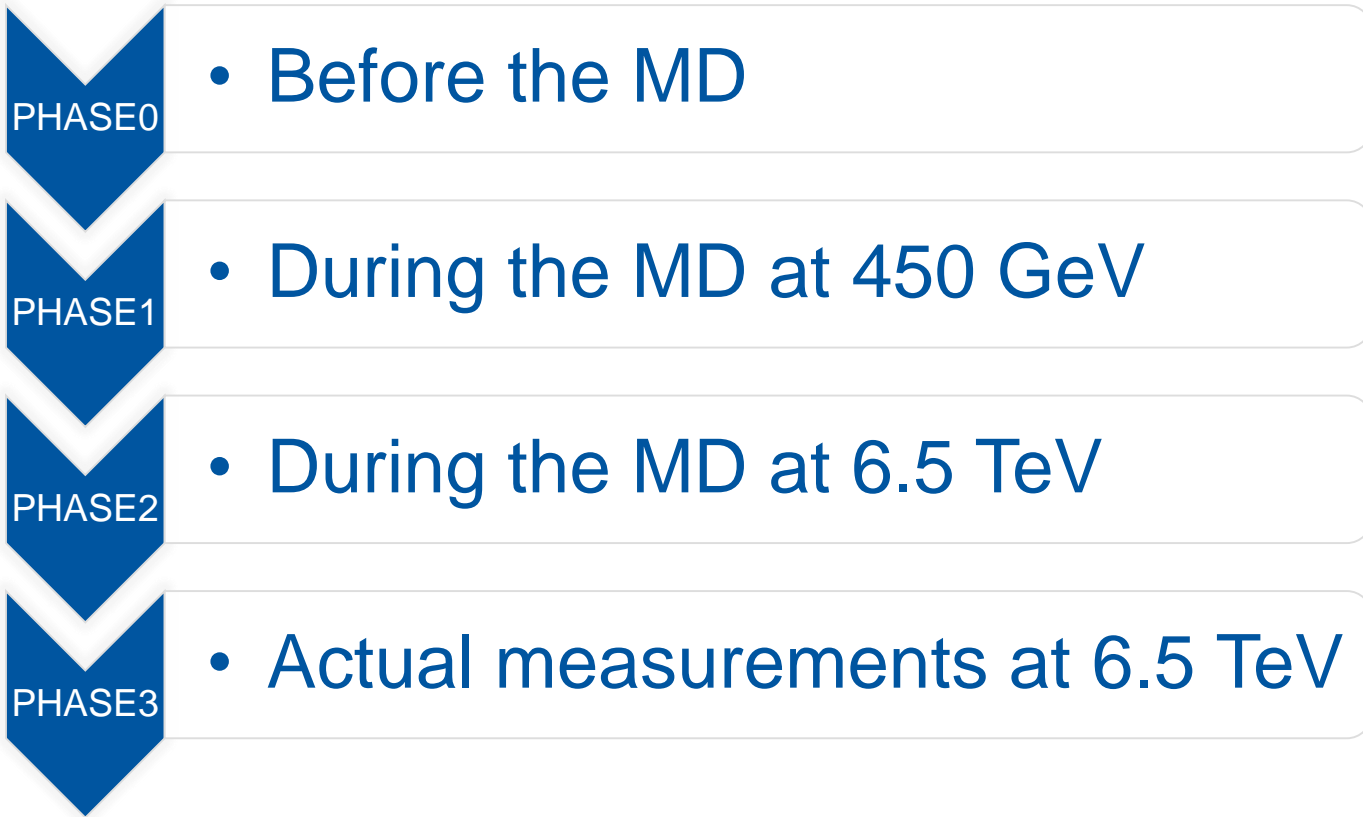 PHASE0
• Before the MD
PHASE1
• During the MD at 450 GeV
PHASE2
• During the MD at 6.5 TeV
PHASE3
• Actual measurements at 6.5 TeV